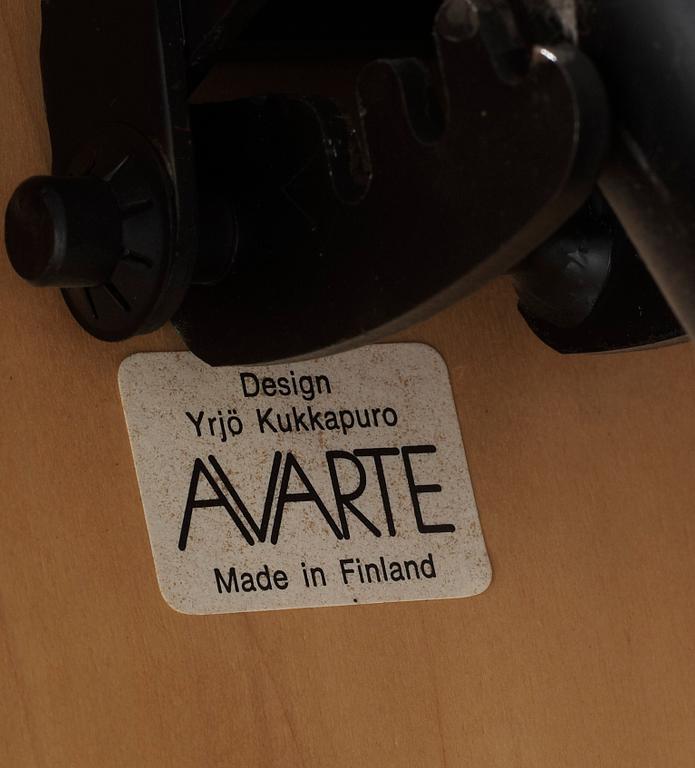 Design
Yrjö Kukkapuro
AVARTE
Made in Finland